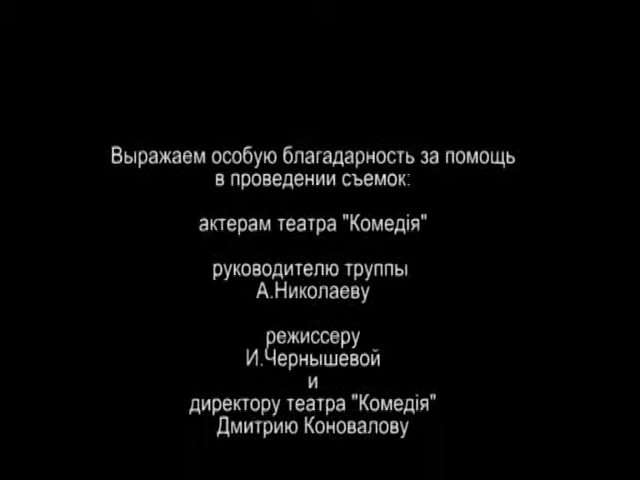 Выражаем особую благадарность за помощь
в проведении съемок:
актерам театра "Комедія"
руководителю труппы
А.Николаеву
режиссеру
И.Чернышевой
и
директору театра "Комедія"
Дмитрию Коновалову